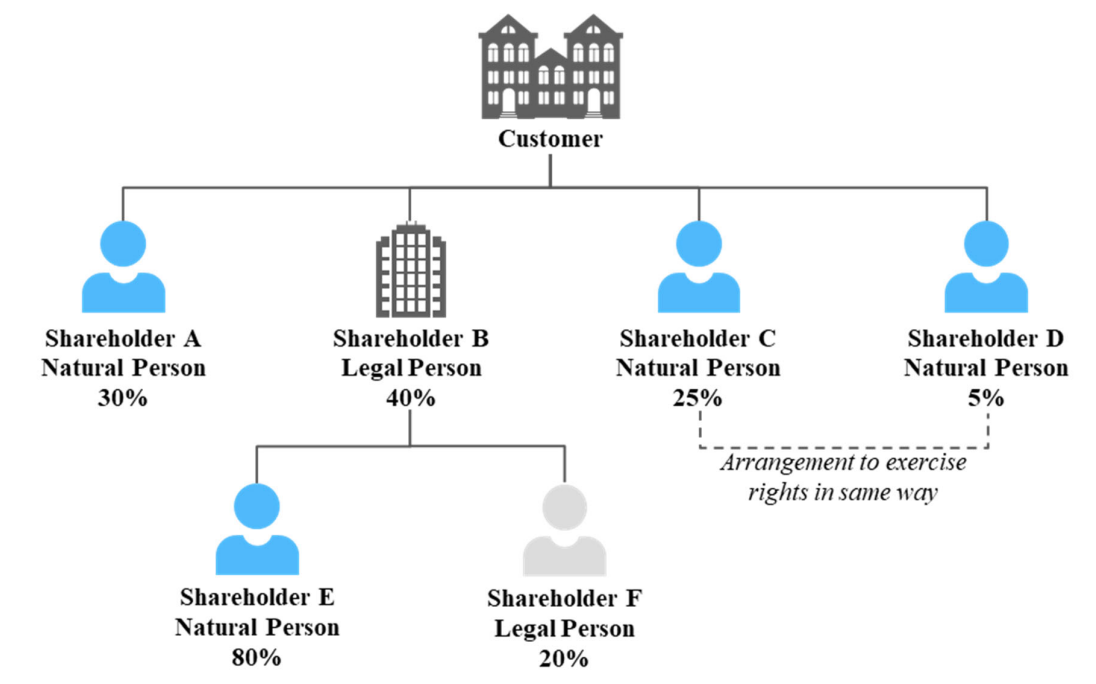 Customer
Shareholder A
Natural Person
30%
Shareholder B
Legal Person
40%
Shareholder C
Natural Person
25%
Shareholder D
Natural Person
5%
Arrangement to exercise
rights in same way
Shareholder E
Natural Person
80%
Shareholder F
Legal Person
20%